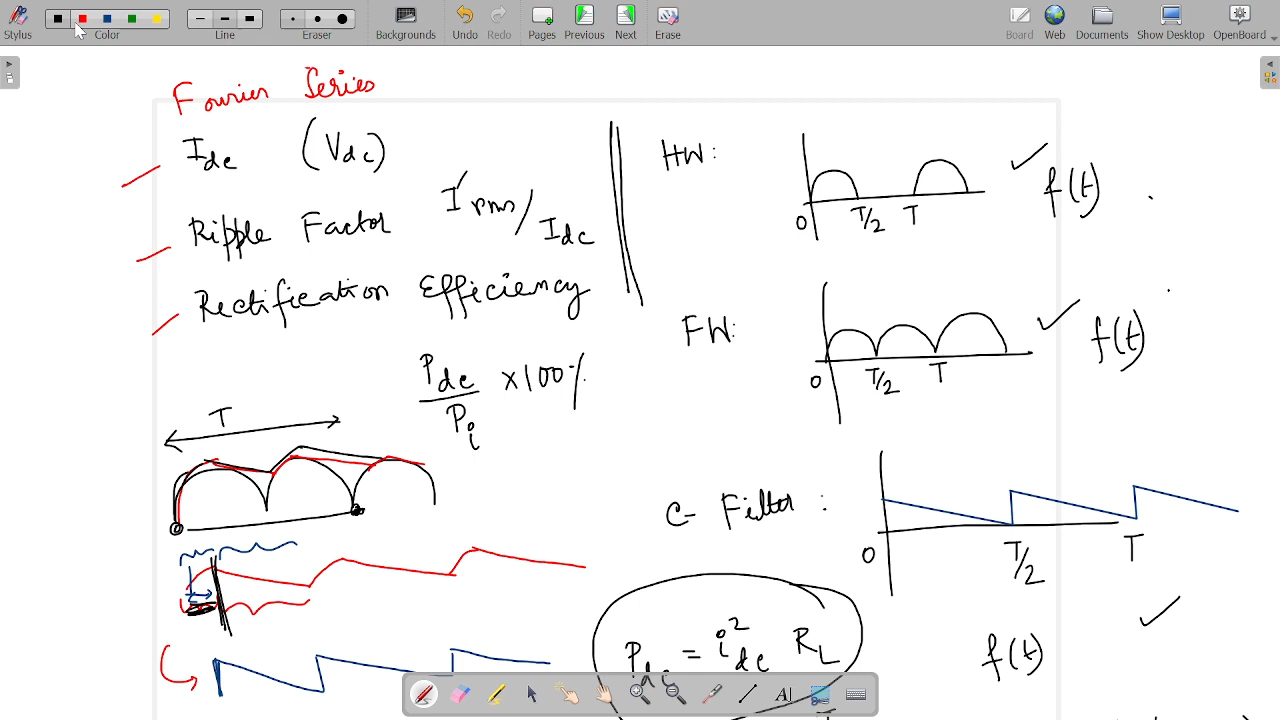 Stylus
Color
Line
Eraser
Backgrounds
Undo
Redo
Pages
Previous
Next
Erase
Board
Web
Documents
Show Desktop
OpenBoard
Fourier Series
Idc (Vdc)
Ripple Factor I'rms/Idc
Rectification Efficiency
Pdc/Pi x100%
T
HW:
0 T/2 T
f(t)
FW:
0 T/2 T
f(t)
C- Filter :
0 T/2 T
f(t)
Pdc = i²dc RL
A